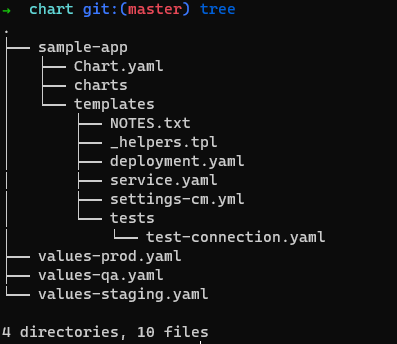 → chart git:(master) tree
.
├── sample-app
│   ├── Chart.yaml
│   ├── charts
│   └── templates
│       ├── NOTES.txt
│       ├── _helpers.tpl
│       ├── deployment.yaml
│       ├── service.yaml
│       ├── settings-cm.yml
│       └── tests
│           └── test-connection.yaml
├── values-prod.yaml
├── values-qa.yaml
└── values-staging.yaml

4 directories, 10 files